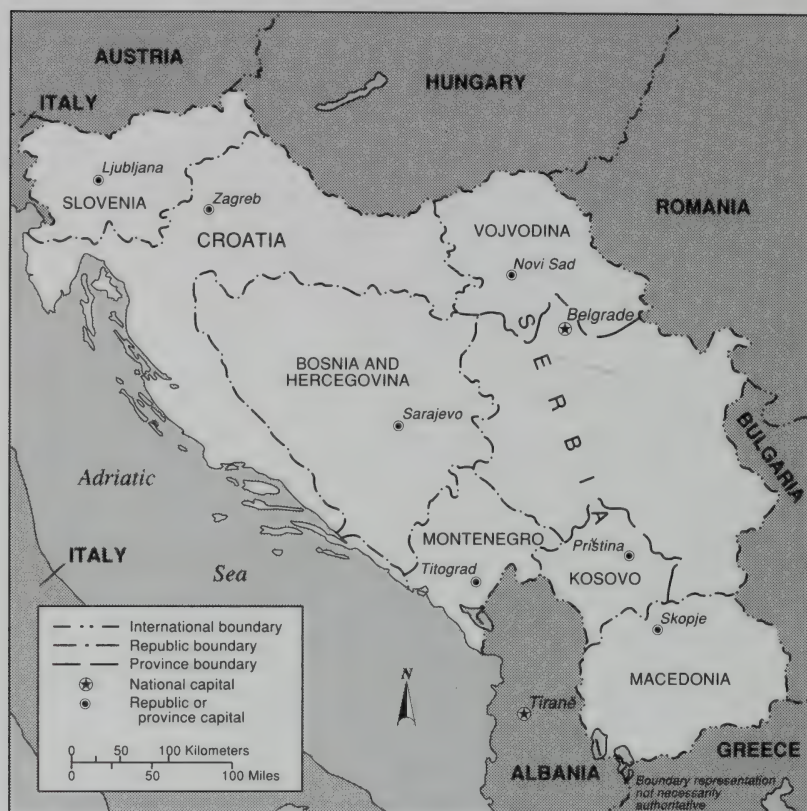 AUSTRIA
HUNGARY
ITALY
Ljubljana
SLOVENIA
Zagreb
CROATIA
ROMANIA
VOJVODINA
Novi Sad
Belgrade
SERBIA
BOSNIA AND
HERCEGOVINA
Sarajevo
BULGARIA
Adriatic
Sea
ITALY
MONTENEGRO
Titograd
Priština
KOSOVO
Skopje
MACEDONIA
Tiranë
ALBANIA
GREECE
Boundary representation
not necessarily
authoritative
International boundary
Republic boundary
Province boundary
National capital
Republic or
province capital
N
0 50 100 Kilometers
0 50 100 Miles